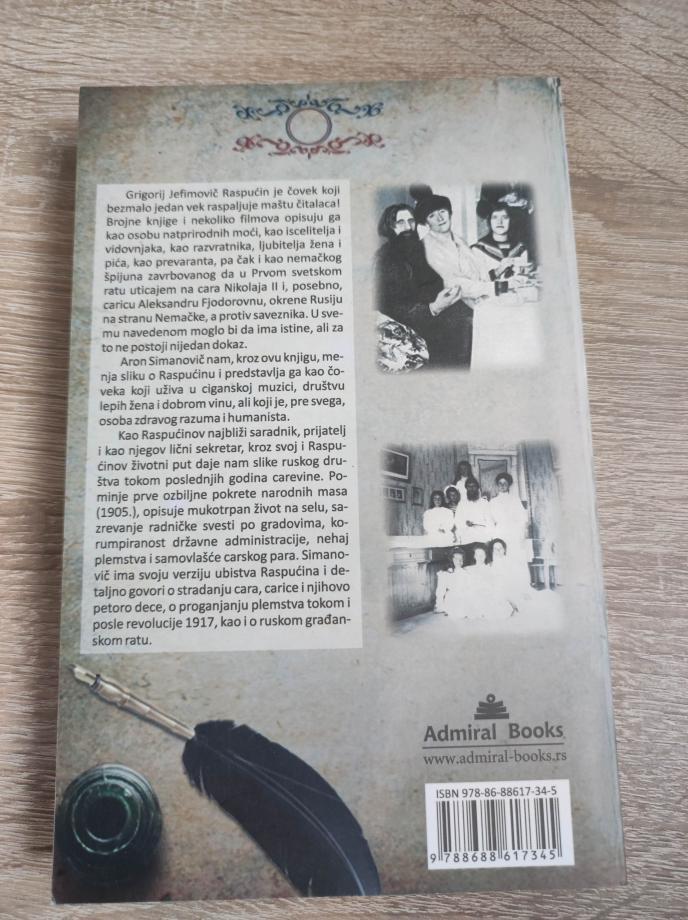 Grigorij Jefimovič Raspućin je čovek koji
bezmalo jedan vek raspaljuje maštu čitalaca!
Brojne knjige i nekoliko filmova opisuju ga
kao osobu natprirodnih moći, kao iscelitelja i
vidovnjaka, kao razvratnika, ljubitelja žena i
pića, kao prevaranta, pa čak i kao nemačkog
špijuna zavrbovanog da u Prvom svetskom
ratu uticajem na cara Nikolaja II i, posebno,
caricu Aleksandru Fjodorovnu, okrene Rusiju
na stranu Nemačke, a protiv saveznika. U sve-
mu navedenom moglo bi da ima istine, ali za
to ne postoji nijedan dokaz.
Aron Simanovič nam, kroz ovu knjigu, me-
nja sliku o Raspućinu i predstavlja ga kao čo-
veka koji uživa u ciganskoj muzici, društvu
lepih žena i dobrom vinu, ali koji je, pre svega,
osoba zdravog razuma i humanista.
Kao Raspućinov najbliži saradnik, prijatelj
i kao njegov lični sekretar, kroz svoj i Raspu-
ćinov životni put daje nam slike ruskog dru-
štva tokom poslednjih godina carevine. Po-
minje prve ozbiljne pokrete narodnih masa
(1905.), opisuje mukotrpan život na selu, sa-
zrevanje radničke svesti po gradovima, ko-
rumpiranost državne administracije, nehaj
plemstva i samovlašće carskog para. Simano-
vič ima svoju verziju ubistva Raspućina i de-
taljno govori o stradanju cara, carice i njihovo
petoro dece, o proganjanju plemstva tokom i
posle revolucije 1917, kao i o ruskom građan-
skom ratu.
Admiral Books
www.admiral-books.rs
ISBN 978-86-88617-34-5
9 788688 617345